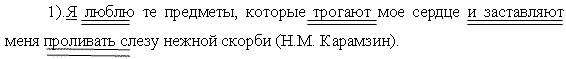 1).Я люблю те предметы, которые трогают мое сердце и заставляют
меня проливать слезу нежной скорби (Н.М. Карамзин).